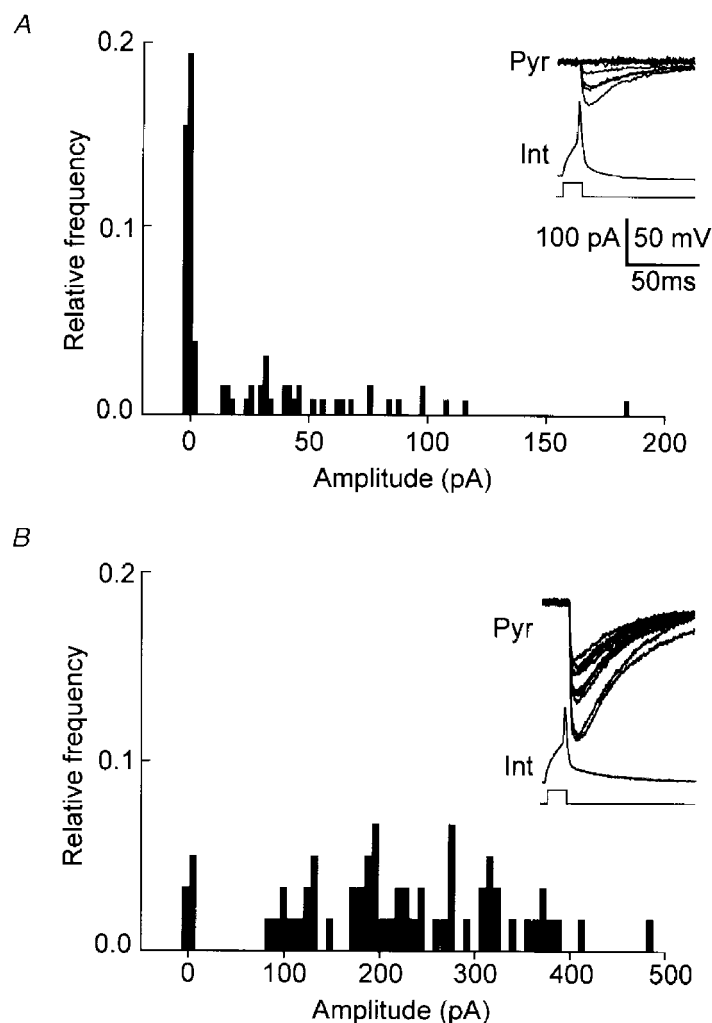 A
0.2
0.1
0.0
Relative frequency
0
50
100
150
200
Amplitude (pA)
Pyr
Int
100 pA
50 mV
50ms
B
0.2
0.1
0.0
Relative frequency
0
100
200
300
400
500
Amplitude (pA)
Pyr
Int